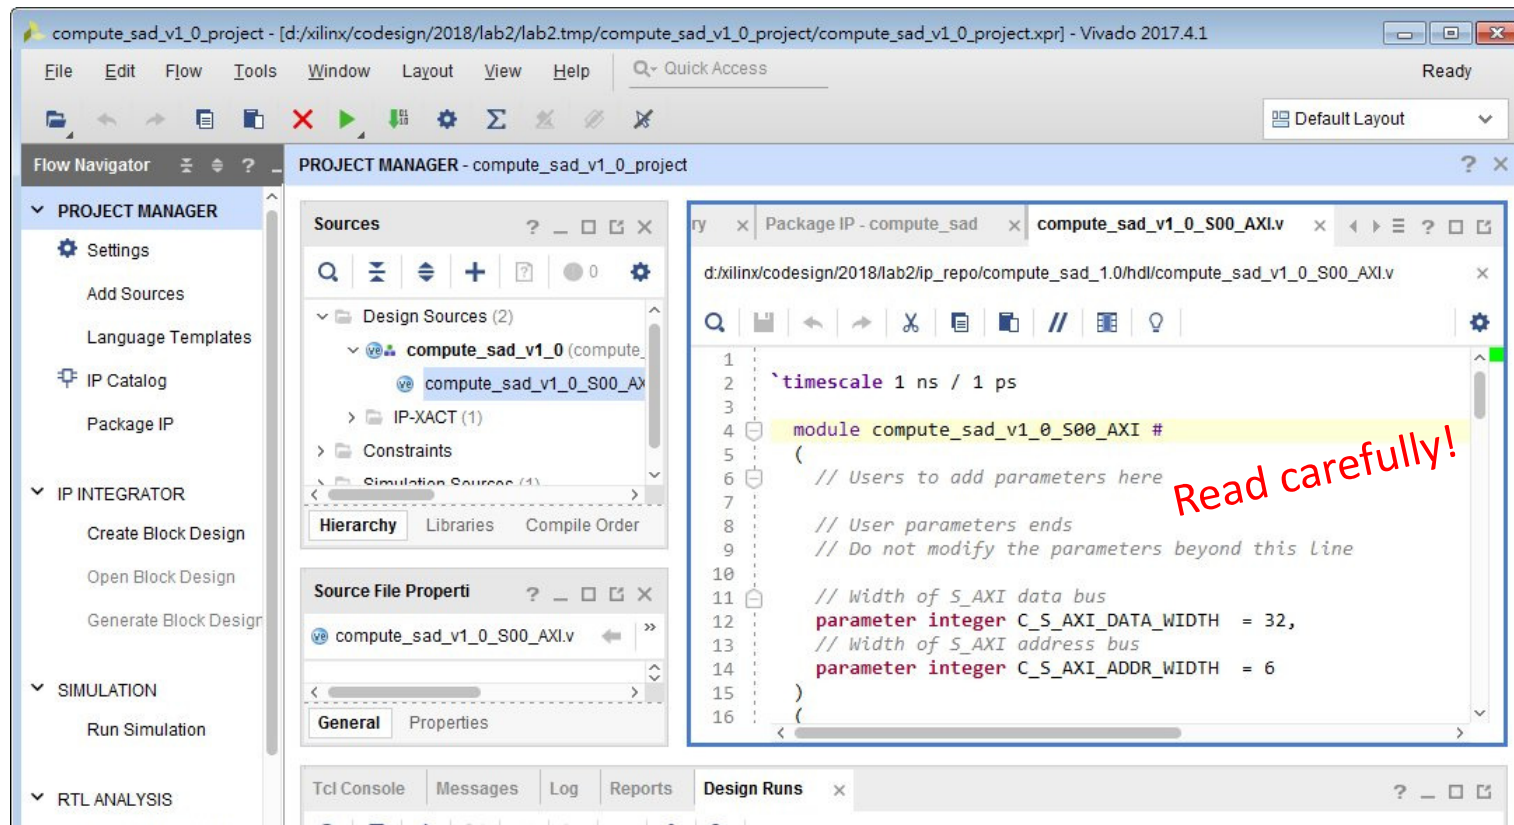 compute_sad_v1_0_project - [d:/xilinx/codesign/2018/lab2/lab2.tmp/compute_sad_v1_0_project/compute_sad_v1_0_project.xpr] - Vivado 2017.4.1
File Edit Flow Tools Window Layout View Help Quick Access Ready
Default Layout
Flow Navigator
PROJECT MANAGER - compute_sad_v1_0_project
PROJECT MANAGER
Settings
Add Sources
Language Templates
IP Catalog
Package IP
IP INTEGRATOR
Create Block Design
Open Block Design
Generate Block Design
SIMULATION
Run Simulation
RTL ANALYSIS
Sources
0
Design Sources (2)
compute_sad_v1_0 (compute_
compute_sad_v1_0_S00_AX
IP-XACT (1)
Constraints
Simulation Sources (1)
Hierarchy Libraries Compile Order
Source File Properti
compute_sad_v1_0_S00_AXI.v
General Properties
ry Package IP - compute_sad compute_sad_v1_0_S00_AXI.v
d:/xilinx/codesign/2018/lab2/ip_repo/compute_sad_1.0/hdl/compute_sad_v1_0_S00_AXI.v
1
2 `timescale 1 ns / 1 ps
3
4 module compute_sad_v1_0_S00_AXI #
5 (
6 // Users to add parameters here
7
8 // User parameters ends
9 // Do not modify the parameters beyond this line
10
11 // Width of S_AXI data bus
12 parameter integer C_S_AXI_DATA_WIDTH = 32,
13 // Width of S_AXI address bus
14 parameter integer C_S_AXI_ADDR_WIDTH = 6
15 )
16 (
Read carefully!
Tcl Console Messages Log Reports Design Runs